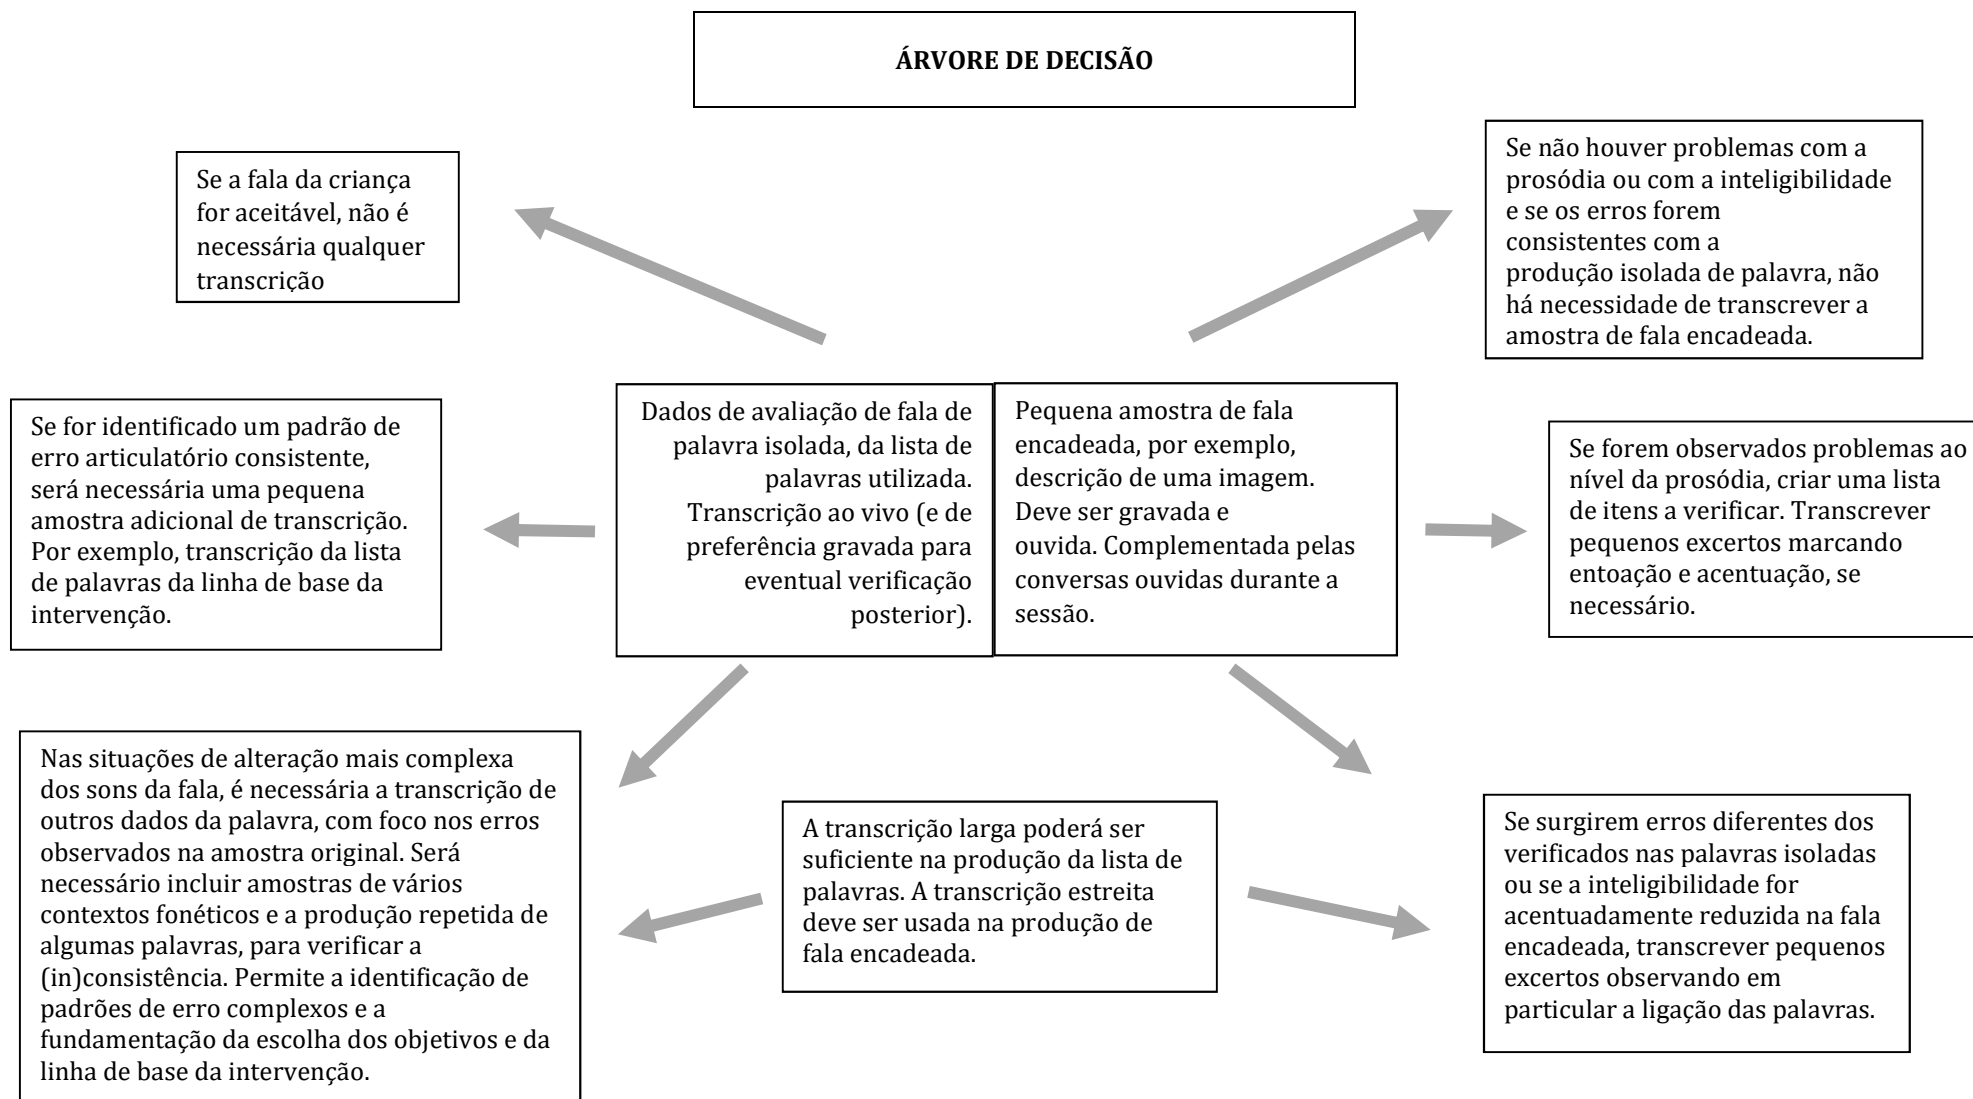 ÁRVORE DE DECISÃO
Se a fala da criança
for aceitável, não é
necessária qualquer
transcrição
Se não houver problemas com a
prosódia ou com a inteligibilidade
e se os erros forem
consistentes com a
produção isolada de palavra, não
há necessidade de transcrever a
amostra de fala encadeada.
Se for identificado um padrão de
erro articulatório consistente,
será necessária uma pequena
amostra adicional de transcrição.
Por exemplo, transcrição da lista
de palavras da linha de base da
intervenção.
Dados de avaliação de fala de
palavra isolada, da lista de
palavras utilizada.
Transcrição ao vivo (e de
preferência gravada para
eventual verificação
posterior).
Pequena amostra de fala
encadeada, por exemplo,
descrição de uma imagem.
Deve ser gravada e
ouvida. Complementada pelas
conversas ouvidas durante a
sessão.
Se forem observados problemas ao
nível da prosódia, criar uma lista
de itens a verificar. Transcrever
pequenos excertos marcando
entoação e acentuação, se
necessário.
Nas situações de alteração mais complexa
dos sons da fala, é necessária a transcrição de
outros dados da palavra, com foco nos erros
observados na amostra original. Será
necessário incluir amostras de vários
contextos fonéticos e a produção repetida de
algumas palavras, para verificar a
(in)consistência. Permite a identificação de
padrões de erro complexos e a
fundamentação da escolha dos objetivos e da
linha de base da intervenção.
A transcrição larga poderá ser
suficiente na produção da lista de
palavras. A transcrição estreita
deve ser usada na produção de
fala encadeada.
Se surgirem erros diferentes dos
verificados nas palavras isoladas
ou se a inteligibilidade for
acentuadamente reduzida na fala
encadeada, transcrever pequenos
excertos observando em
particular a ligação das palavras.